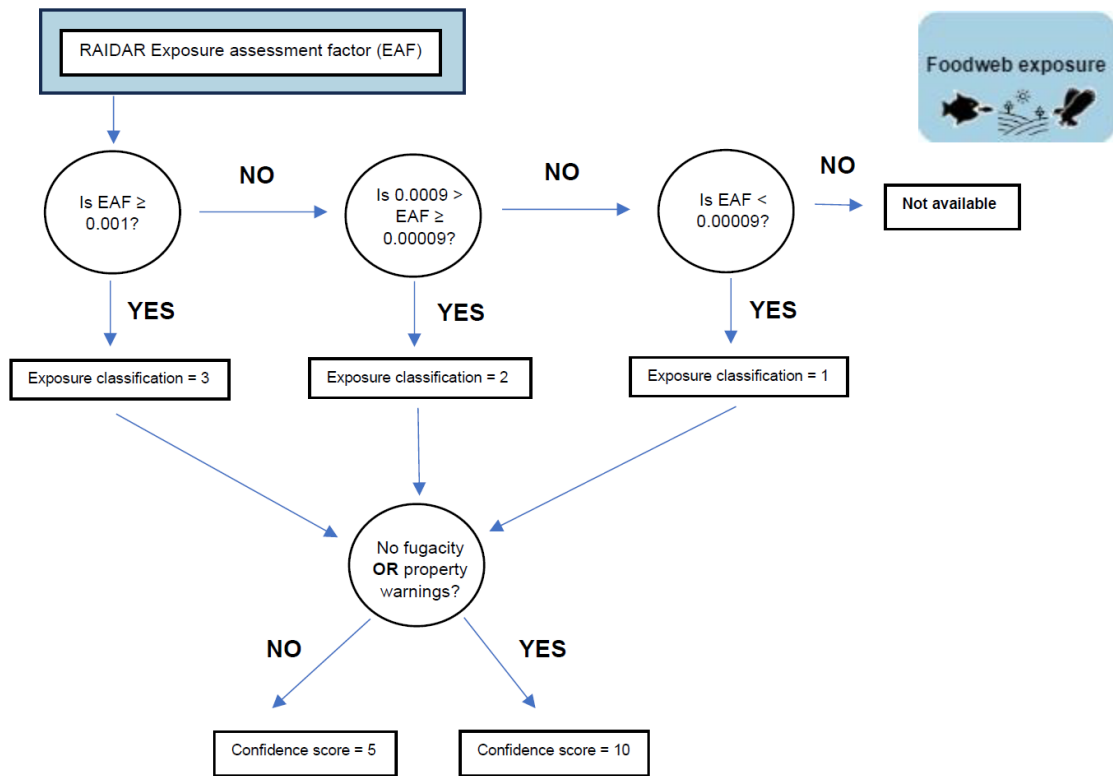 RAIDAR Exposure assessment factor (EAF)
Foodweb exposure
Is EAF ≥
0.001?
NO
Is 0.0009 >
EAF ≥
0.00009?
NO
Is EAF <
0.00009?
NO
Not available
YES
YES
YES
Exposure classification = 3
Exposure classification = 2
Exposure classification = 1
No fugacity
OR property
warnings?
NO
YES
Confidence score = 5
Confidence score = 10